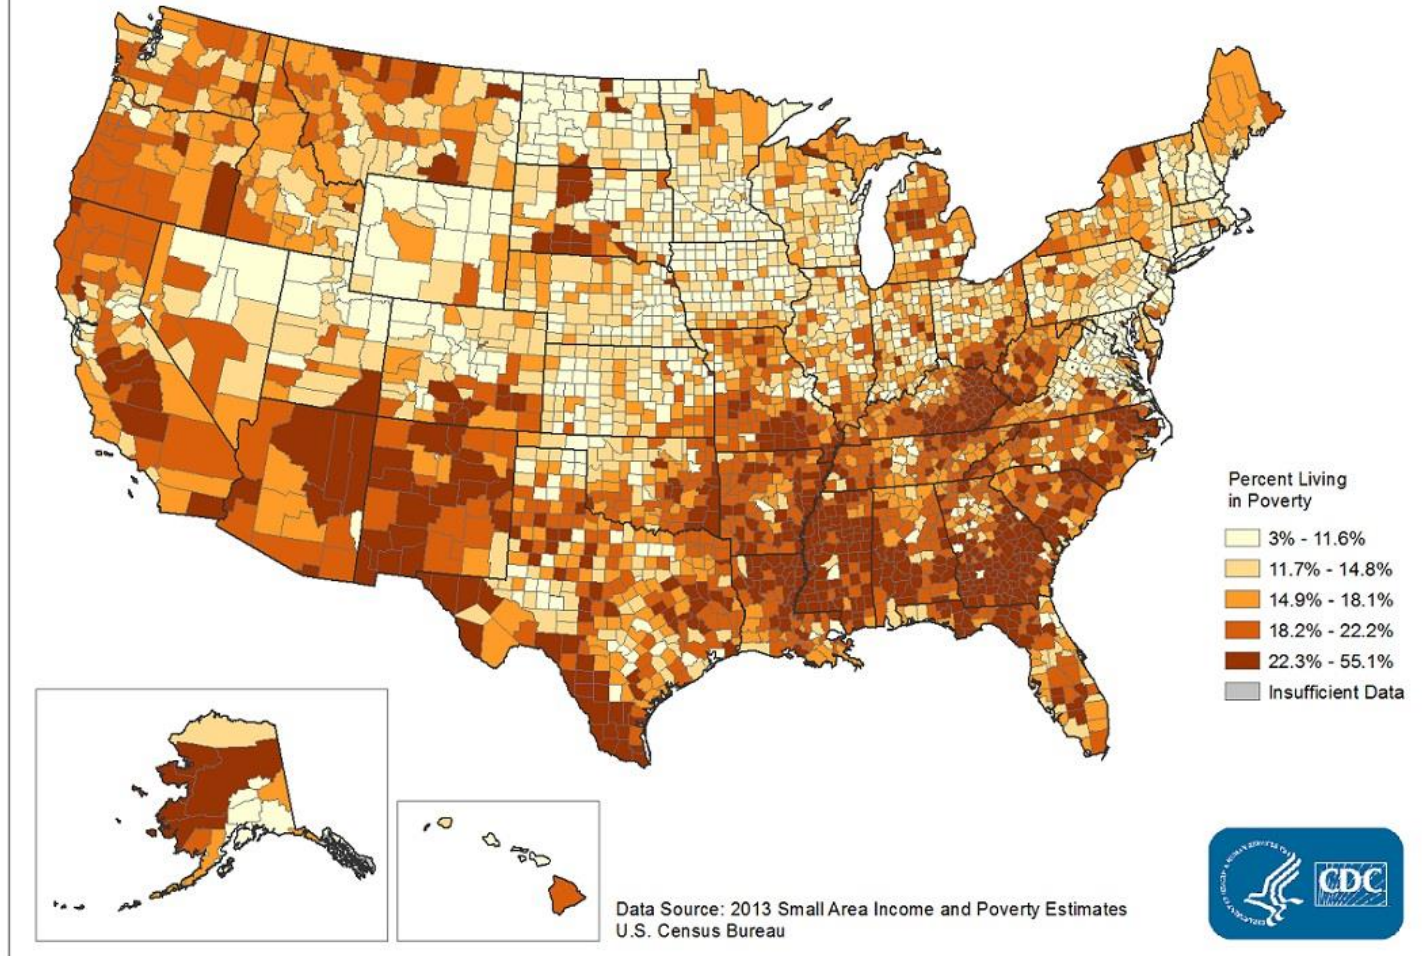 Percent Living
in Poverty
3% - 11.6%
11.7% - 14.8%
14.9% - 18.1%
18.2% - 22.2%
22.3% - 55.1%
Insufficient Data
Data Source: 2013 Small Area Income and Poverty Estimates
U.S. Census Bureau
CDC